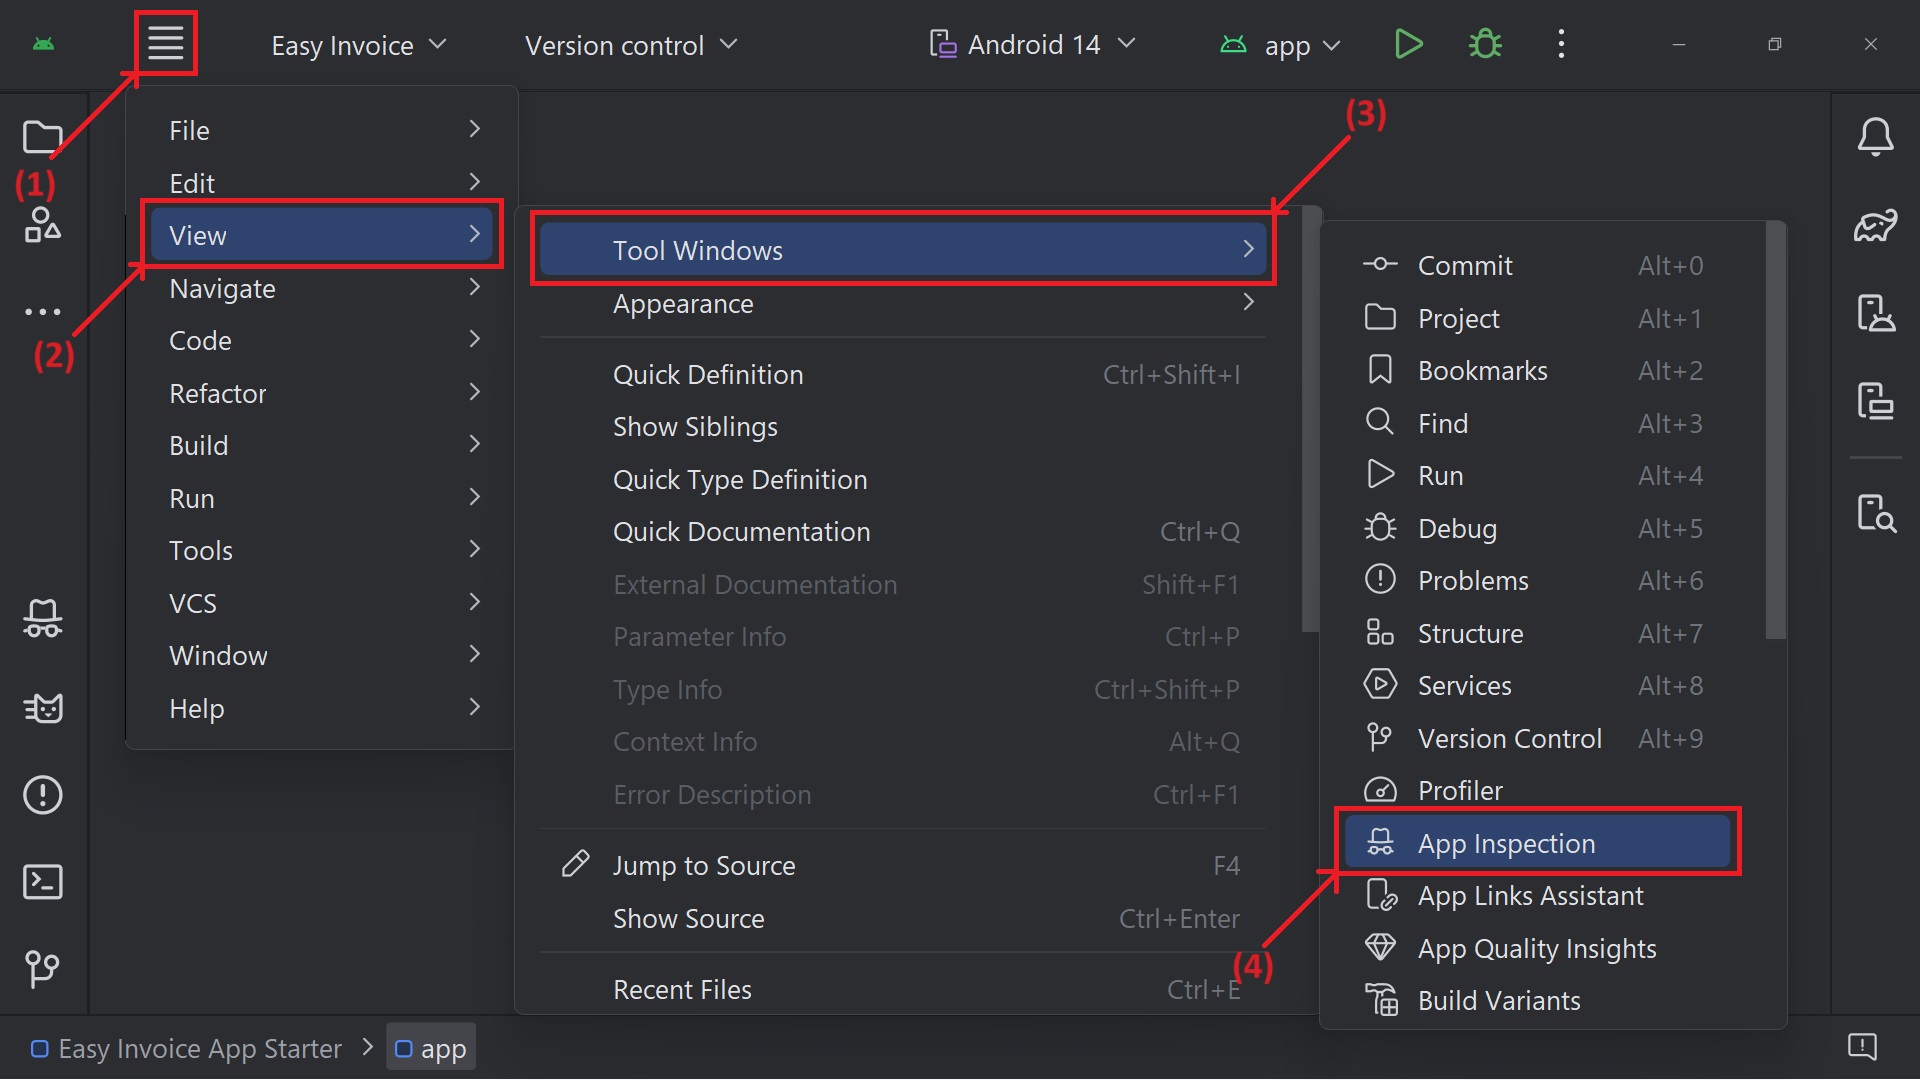 Easy Invoice
Version control
Android 14
app
(1)
(2)
(3)
(4)
File
Edit
View
Navigate
Code
Refactor
Build
Run
Tools
VCS
Window
Help
Tool Windows
Appearance
Quick Definition Ctrl+Shift+I
Show Siblings
Quick Type Definition
Quick Documentation Ctrl+Q
External Documentation Shift+F1
Parameter Info Ctrl+P
Type Info Ctrl+Shift+P
Context Info Alt+Q
Error Description Ctrl+F1
Jump to Source F4
Show Source Ctrl+Enter
Recent Files Ctrl+E
Commit Alt+0
Project Alt+1
Bookmarks Alt+2
Find Alt+3
Run Alt+4
Debug Alt+5
Problems Alt+6
Structure Alt+7
Services Alt+8
Version Control Alt+9
Profiler
App Inspection
App Links Assistant
App Quality Insights
Build Variants
Easy Invoice App Starter > app